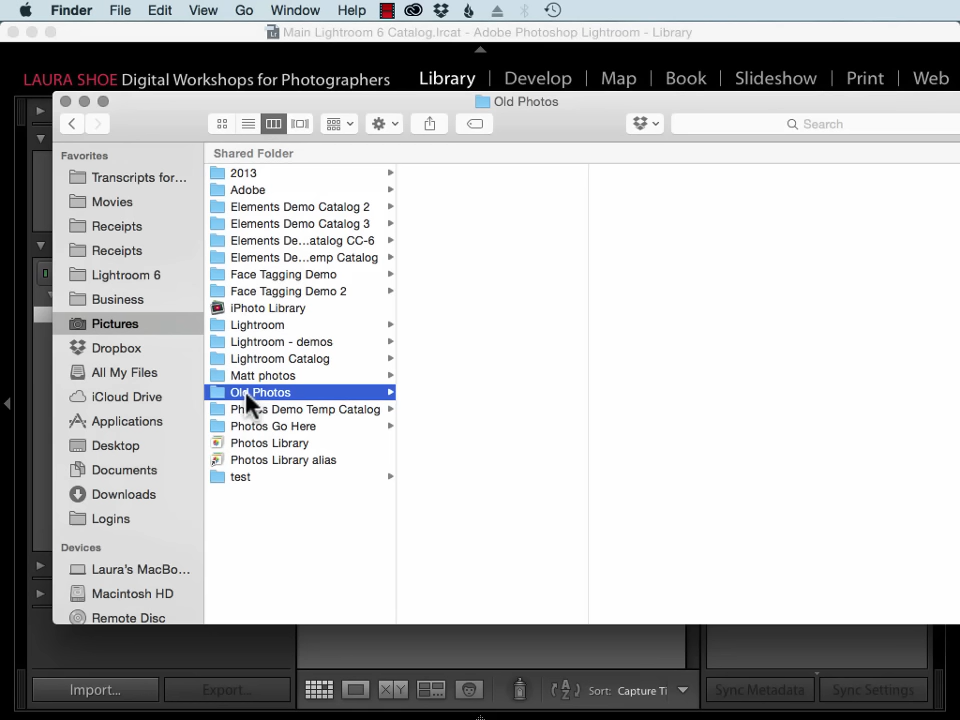 Finder File Edit View Go Window Help
Main Lightroom 6 Catalog.lrcat - Adobe Photoshop Lightroom - Library
LAURA SHOE Digital Workshops for Photographers Library | Develop | Map | Book | Slideshow | Print | Web
Old Photos
Search
Favorites
Transcripts for...
Movies
Receipts
Receipts
Lightroom 6
Business
Pictures
Dropbox
All My Files
iCloud Drive
Applications
Desktop
Documents
Downloads
Logins
Devices
Laura's MacBo...
Macintosh HD
Remote Disc
Shared Folder
2013
Adobe
Elements Demo Catalog 2
Elements Demo Catalog 3
Elements De...atalog CC-6
Elements De...emp Catalog
Face Tagging Demo
Face Tagging Demo 2
iPhoto Library
Lightroom
Lightroom - demos
Lightroom Catalog
Matt photos
Old Photos
Photos Demo Temp Catalog
Photos Go Here
Photos Library
Photos Library alias
test
Import... Export... X Y Sort: Capture Ti Sync Metadata Sync Settings